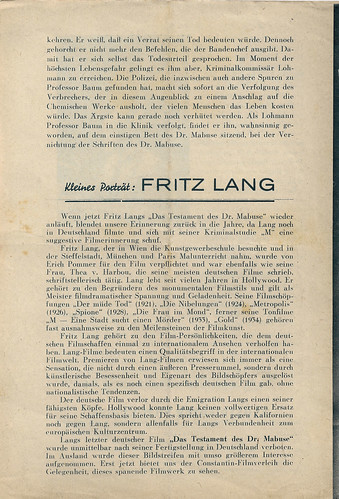 kehren. Er weiß, daß ein Verrat seinen Tod bedeuten würde. Dennoch
gehorcht er nicht mehr den Befehlen, die der Bandenchef ausgibt. Da-
mit hat er sich selbst das Todesurteil gesprochen. Im Moment der
höchsten Lebensgefahr gelingt es ihm aber, Kriminalkommissär Loh-
mann zu erreichen. Die Polizei, die inzwischen auch andere Spuren zu
Professor Baum gefunden hat, macht sich sofort an die Verfolgung des
Verbrechers, der in diesem Augenblick zu einem Anschlag auf die
Chemischen Werke ausholt, der vielen Menschen das Leben kosten
würde. Das Ärgste kann gerade noch verhütet werden. Als Lohmann
Professor Baum in die Klinik verfolgt, findet er ihn, wahnsinnig ge-
worden, auf dem einstigen Bett des Dr. Mabuse sitzend, bei der Ver-
nichtung der Schriften des Dr. Mabuse.
Kleines Porträt: FRITZ LANG
Wenn jetzt Fritz Langs „Das Testament des Dr. Mabuse" wieder
anläuft, blendet unsere Erinnerung zurück in die Jahre, da Lang noch
in Deutschland filmte und sich mit seiner Kriminalstudie „M" eine
suggestive Filmerinnerung schuf.
Fritz Lang, der in Wien die Kunstgewerbeschule besuchte und in
der Steffelstadt, München und Paris Malunterricht nahm, wurde von
Erich Pommer für den Film verpflichtet und war ebenfalls wie seine
Frau, Thea v. Harbou, die seine meisten deutschen Filme schrieb,
schriftstellerisch tätig. Lang lebt seit vielen Jahren in Hollywood. Er
gehört zu den Begründern des monumentalen Filmstils und gilt als
Meister filmdramatischer Spannung und Geladenheit. Seine Filmschöp-
fungen „Der müde Tod" (1921), „Die Nibelungen" (1924), „Metropolis"
(1926), „Spione" (1928), „Die Frau im Mond", ferner seine Tonfilme
„M — Eine Stadt sucht einen Mörder" (1933), „Gold" (1934) gehören
fast ausnahmsweise zu den Meilensteinen der Filmkunst.
Fritz Lang gehört zu den Film-Persönlichkeiten, die dem deut-
schen Filmschaffen einmal zu internationalem Ansehen verholfen ha-
ben. Lang-Filme bedeuten einen Qualitätsbegriff in der internationalen
Filmwelt. Premieren von Lang-Filmen erwiesen sich immer als eine
Sensation, die nicht durch einen äußeren Presserummel, sondern durch
künstlerische Besessenheit und Eigenart des Bildschöpfers ausgelöst
wurde, damals, als es noch einen spezifisch deutschen Film gab, ohne
nationalistische Tendenzen.
Der deutsche Film verlor durch die Emigration Langs einen seiner
fähigsten Köpfe. Hollywood konnte Lang keinen vollwertigen Ersatz
für seine Schaffensbasis bieten. Dies spricht weder gegen Kalifornien
noch gegen Lang, sondern allenfalls für Langs Verbundenheit zum
europäischen Kulturzentrum.
Langs letzter deutscher Film „Das Testament des Dr; Mabuse"
wurde unmittelbar nach seiner Fertigstellung in Deutschland verboten.
Im Ausland wurde dieser Bildstreifen mit umso größerem Interesse
aufgenommen. Erst jetzt bietet uns der Constantin-Filmverleih die
Gelegenheit, dieses spannende Filmwerk zu sehen.